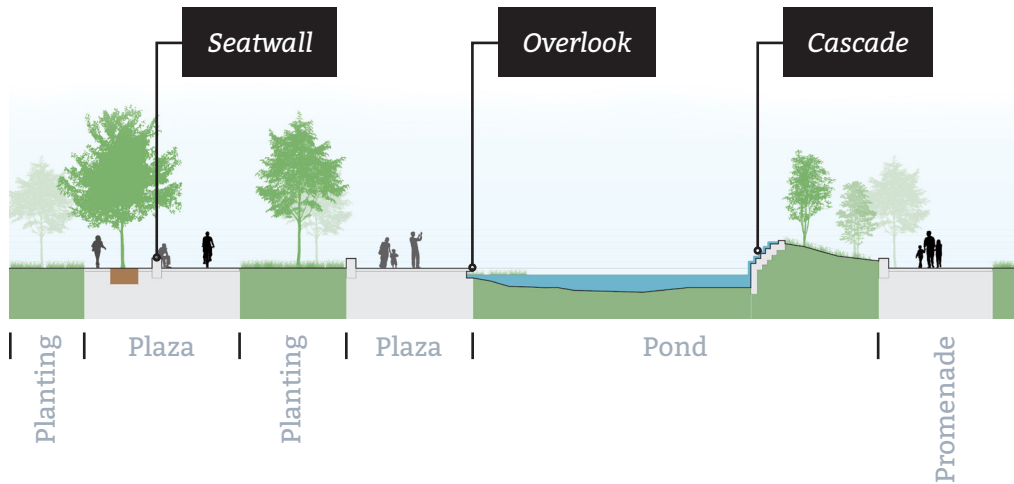 Seatwall
Overlook
Cascade
Planting
Plaza
Planting
Plaza
Pond
Promenade